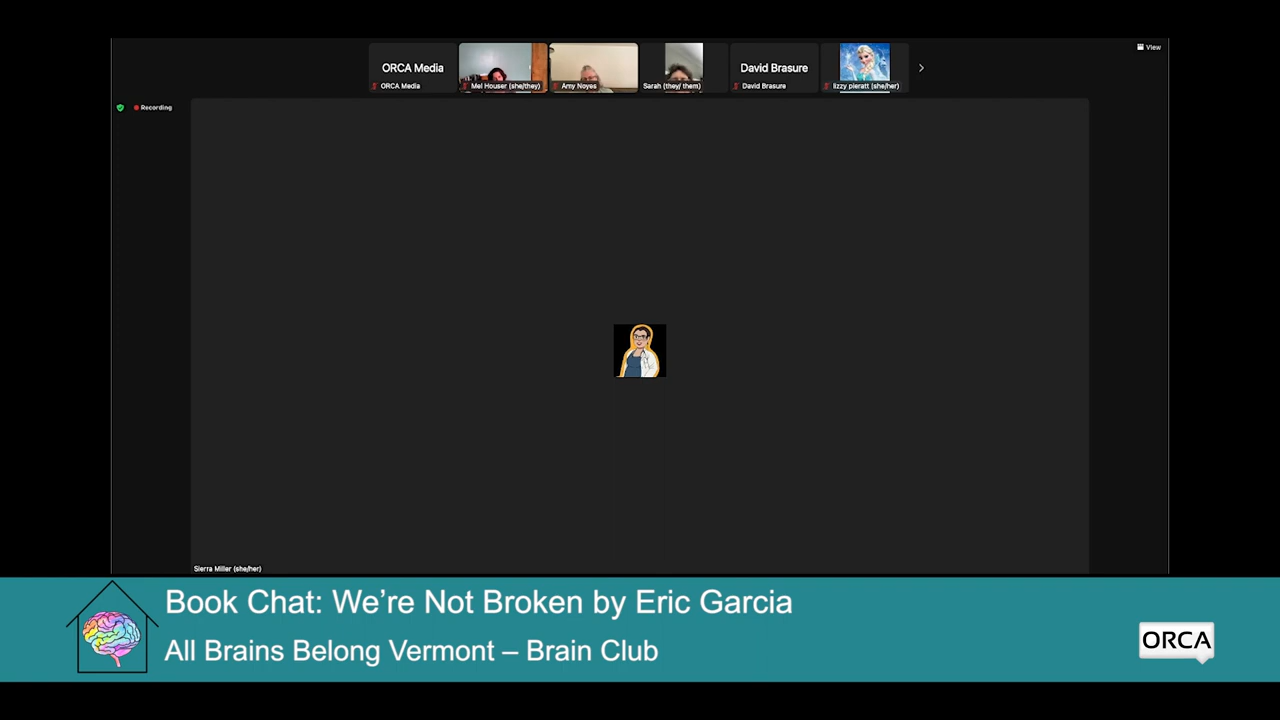 View
ORCA Media
ORCA Media
Mel Houser (she/they)
Amy Noyes
Sarah (they/ them)
David Brasure
David Brasure
lizzy pieratt (she/her)
Recording
Sierra Miller (she/her)
Book Chat: We're Not Broken by Eric Garcia
All Brains Belong Vermont – Brain Club
ORCA